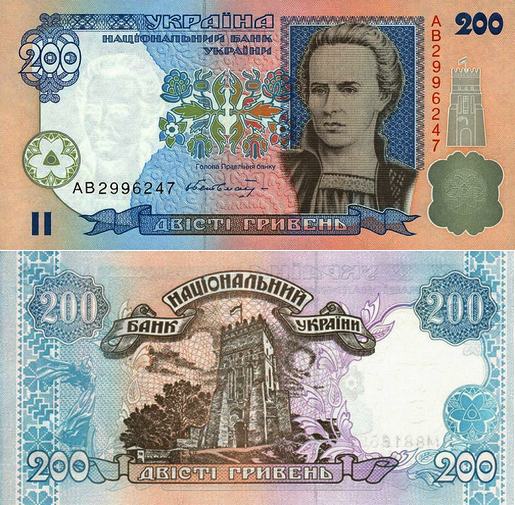 УКРАЇНА
200
НАЦІОНАЛЬНИЙ БАНК
УКРАЇНИ
200
АВ2996247
Голова Правління банку
АВ2996247
ДВІСТІ ГРИВЕНЬ
НАЦІОНАЛЬНИЙ
БАНК
УКРАЇНИ
200
200
200
ДВІСТІ ГРИВЕНЬ
200